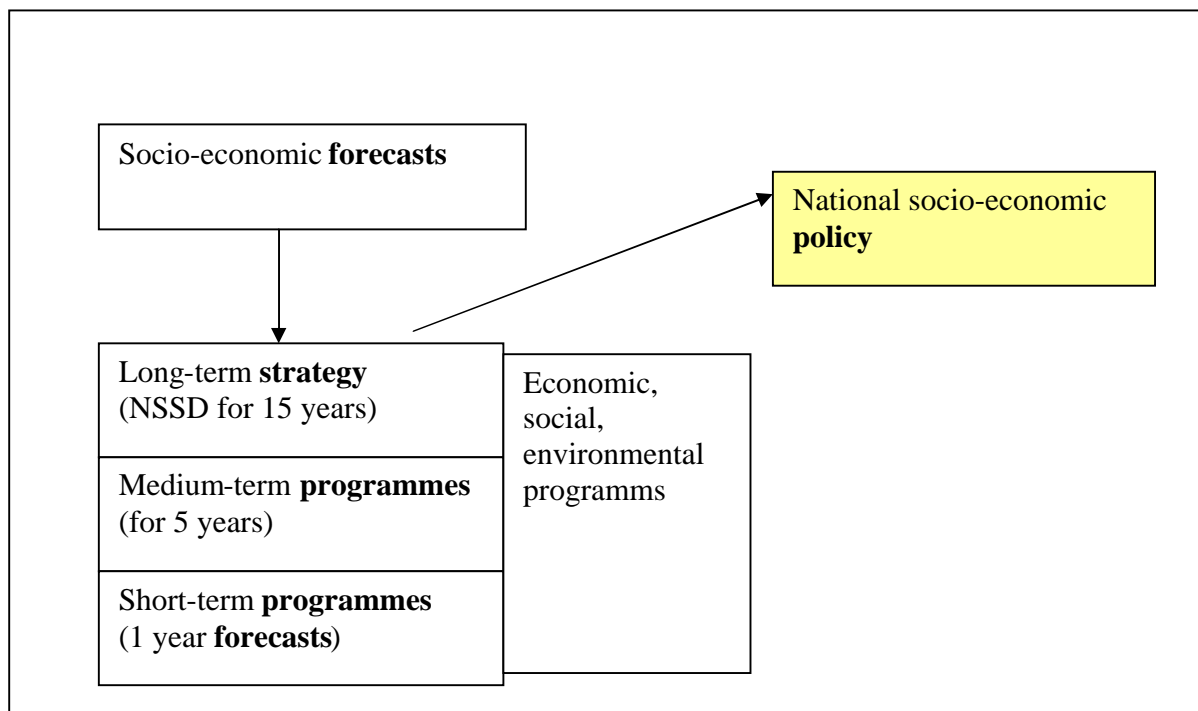 Socio-economic forecasts
National socio-economic
policy
Long-term strategy
(NSSD for 15 years)
Economic,
social,
environmental
programms
Medium-term programmes
(for 5 years)
Short-term programmes
(1 year forecasts)